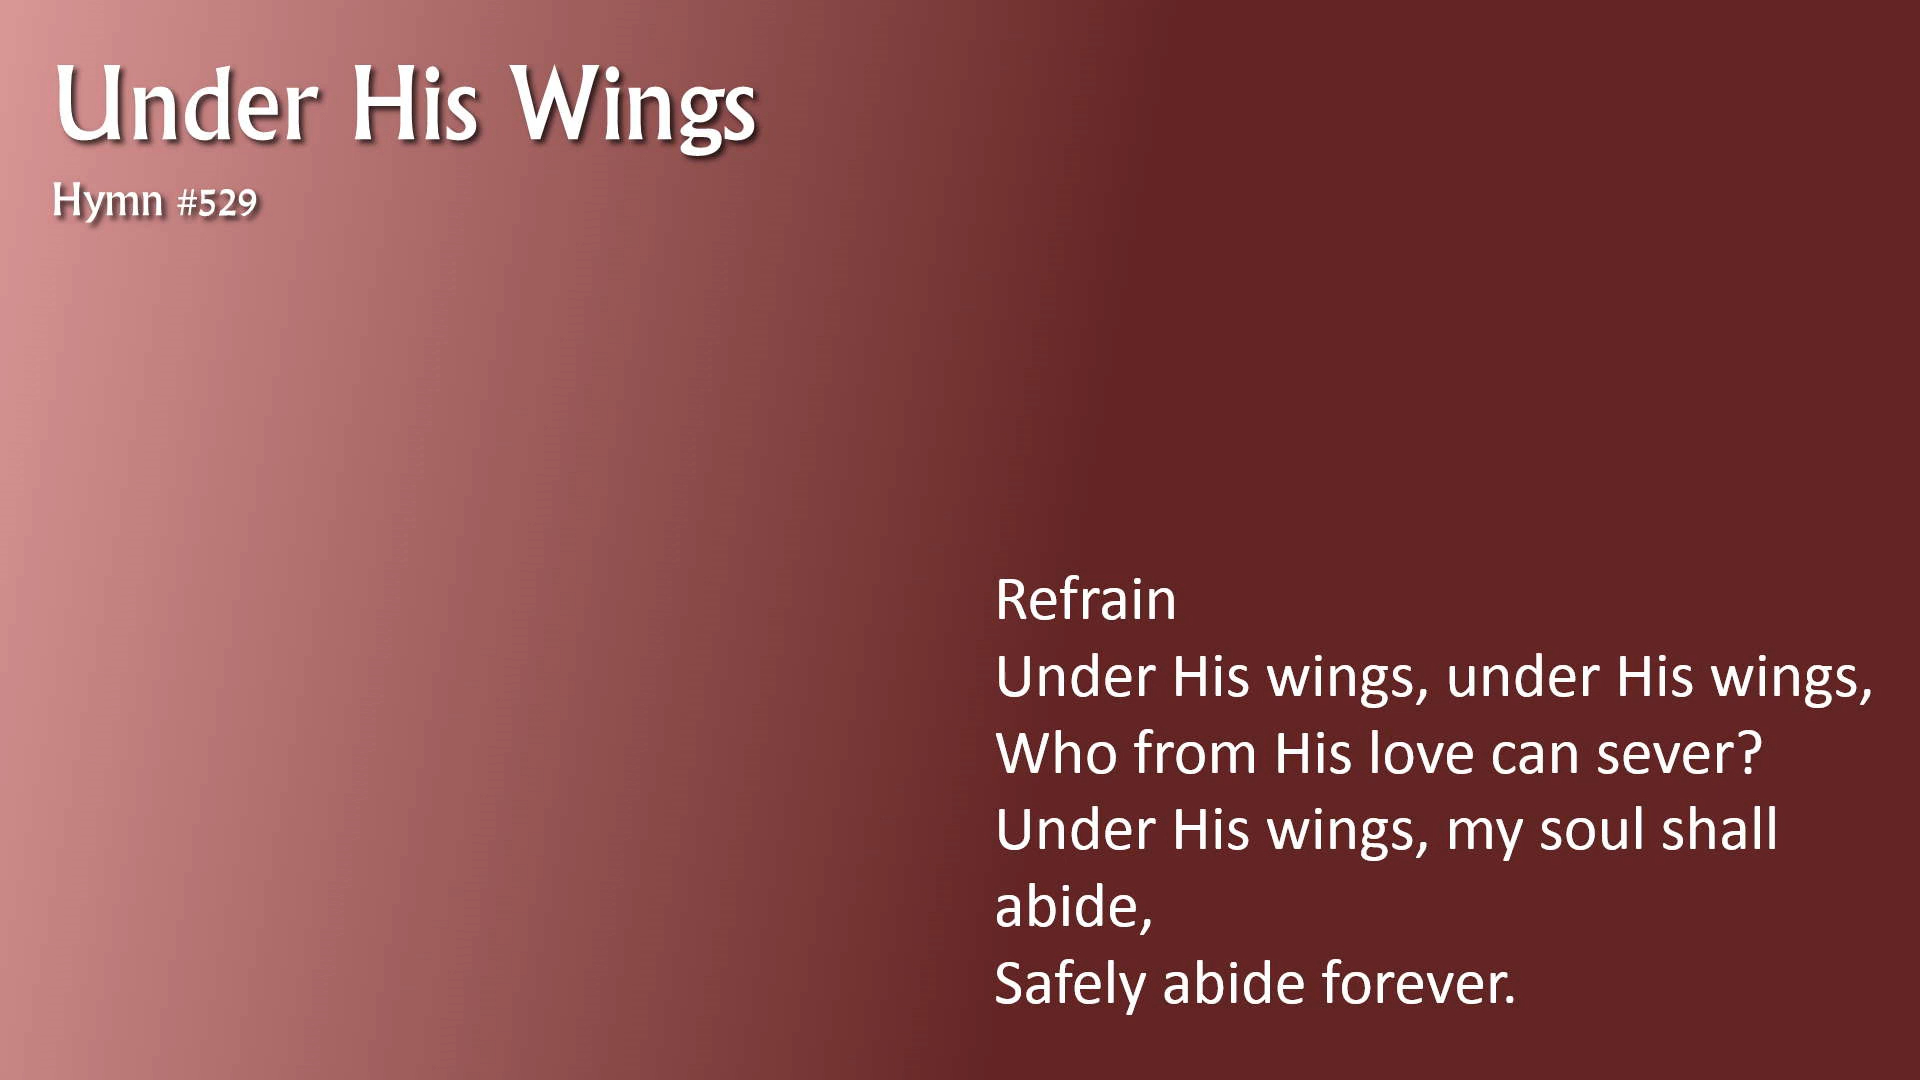 Under His Wings
Hymn #529
Refrain
Under His wings, under His wings,
Who from His love can sever?
Under His wings, my soul shall
abide,
Safely abide forever.